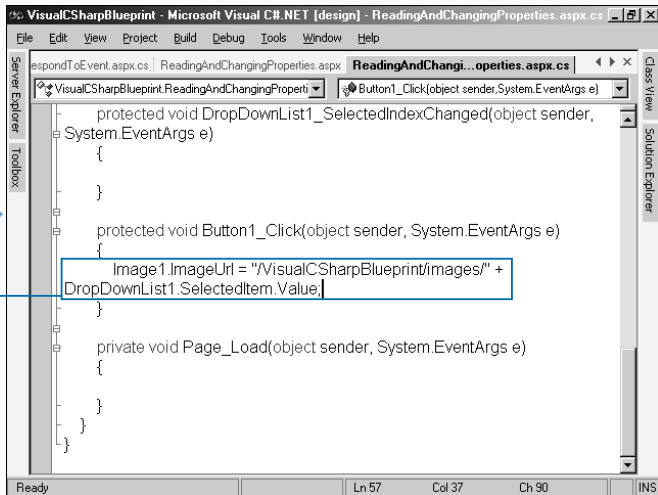 VisualCSharpBlueprint - Microsoft Visual C#.NET [design] - ReadingAndChangingProperties.aspx.cs
File Edit View Project Build Debug Tools Window Help
espondToEvent.aspx.cs ReadingAndChangingProperties.aspx ReadingAndChangi...operties.aspx.cs
VisualCSharpBlueprint.ReadingAndChangingProperti Button1_Click(object sender,System.EventArgs e)
Server Explorer
Toolbox
Class View
Solution Explorer
protected void DropDownList1_SelectedIndexChanged(object sender,
System.EventArgs e)
{
}
protected void Button1_Click(object sender, System.EventArgs e)
{
Image1.ImageUrl = "/VisualCSharpBlueprint/images/" +
DropDownList1.SelectedItem.Value;
}
private void Page_Load(object sender, System.EventArgs e)
{
}
}
}
Ready Ln 57 Col 37 Ch 90 INS